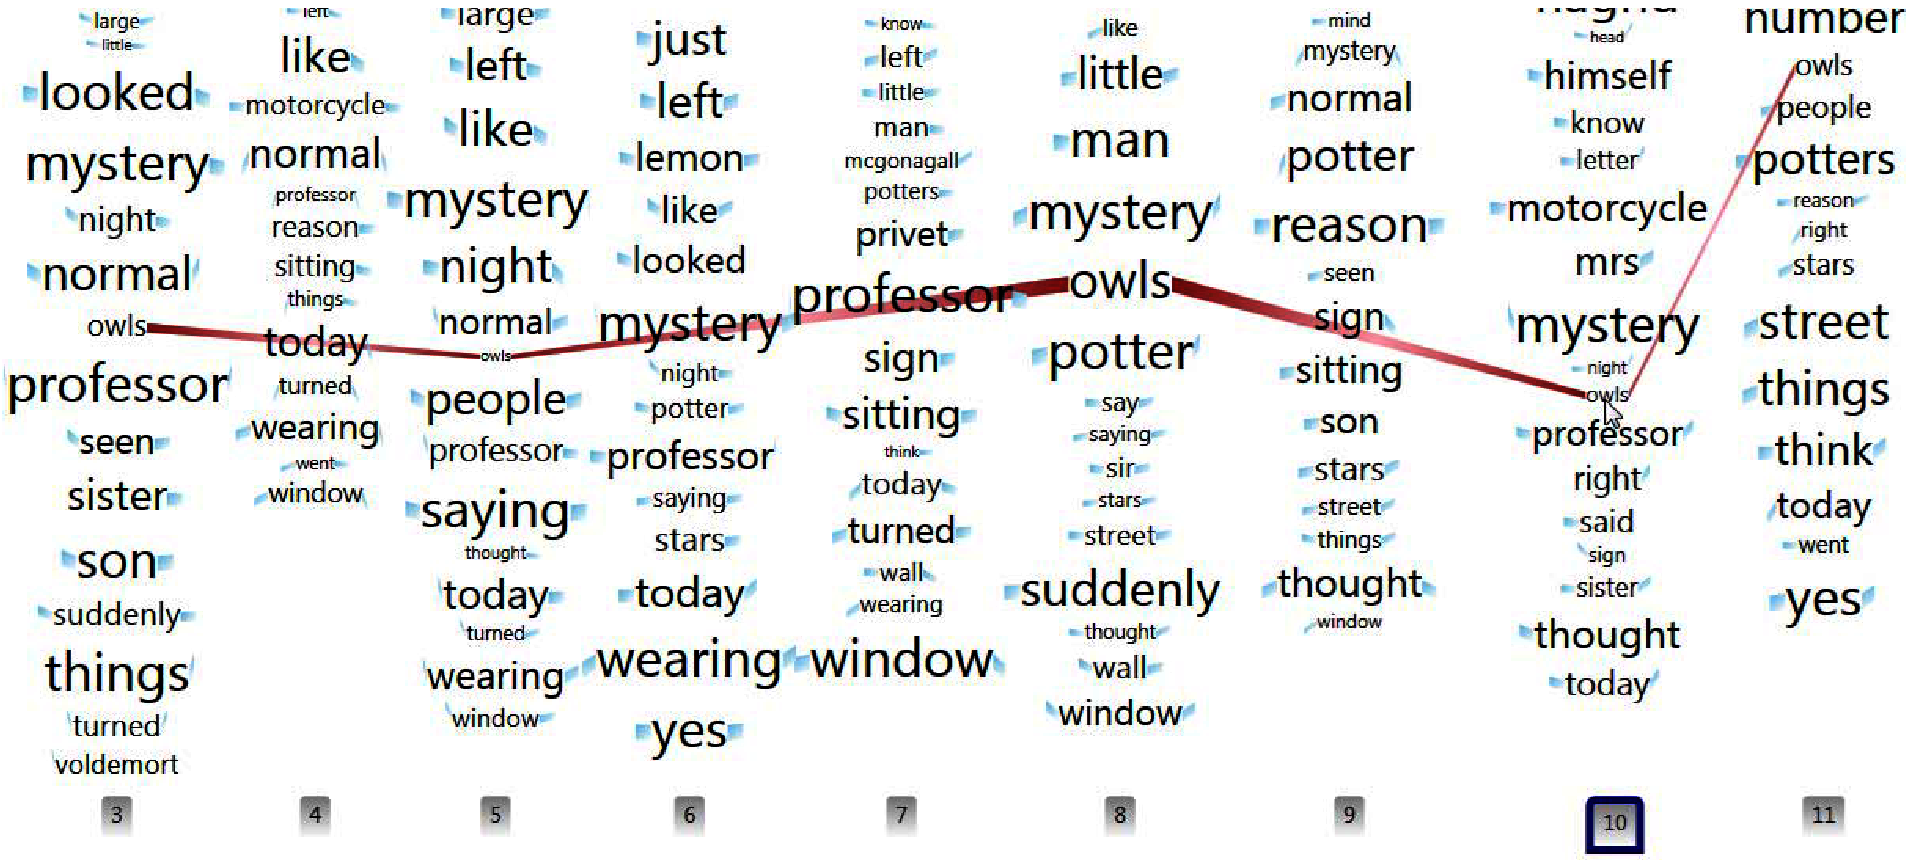 large
little
looked
mystery
night
normal
owls
professor
seen
sister
son
suddenly
things
turned
voldemort
3
left
like
motorcycle
normal
professor
reason
sitting
things
today
turned
wearing
went
window
4
large
left
like
mystery
night
normal
owls
people
professor
saying
thought
today
turned
wearing
window
5
just
left
lemon
like
looked
mystery
night
potter
professor
saying
stars
today
wearing
yes
6
know
left
little
man
mcgonagall
potters
privet
professor
sign
sitting
think
today
turned
wall
wearing
window
7
like
little
man
mystery
owls
potter
say
saying
sir
stars
street
suddenly
thought
wall
window
8
mind
mystery
normal
potter
reason
seen
sign
sitting
son
stars
street
things
thought
window
9
hagrid
head
himself
know
letter
motorcycle
mrs
mystery
night
owls
professor
right
said
sign
sister
thought
today
10
number
owls
people
potters
reason
right
stars
street
things
think
today
went
yes
11